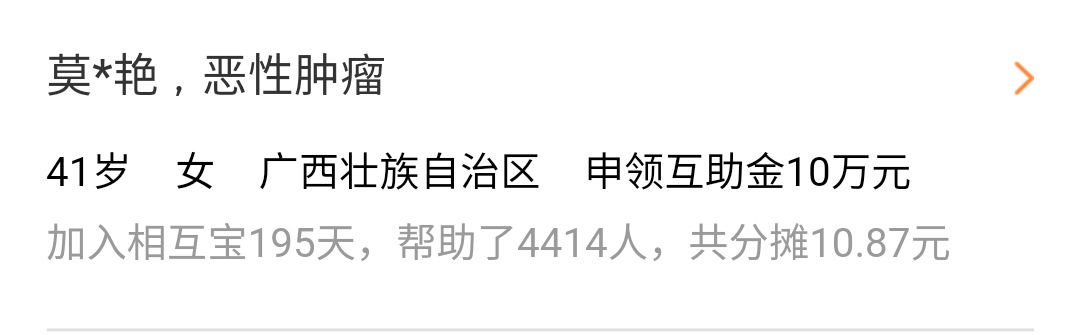 莫*艳，恶性肿瘤
41岁 女 广西壮族自治区 申领互助金10万元
加入相互宝195天，帮助了4414人，共分摊10.87元